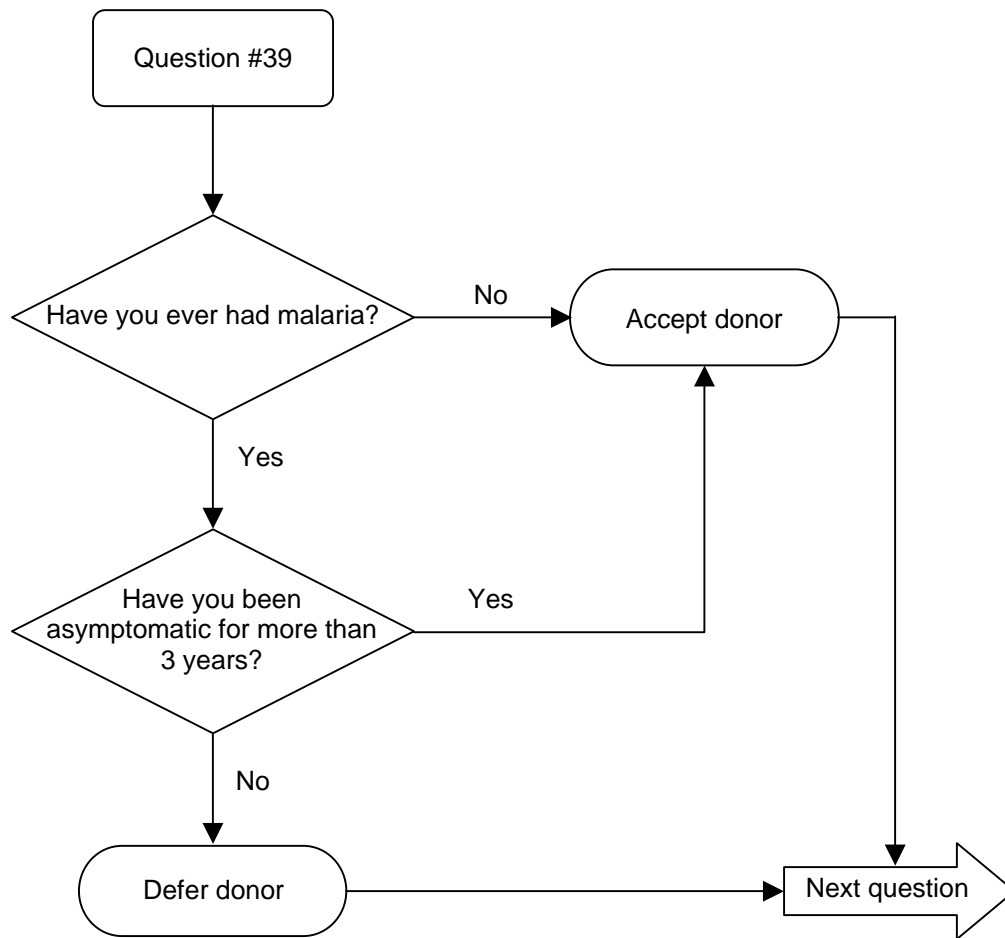 Question #39
Have you ever had malaria?
No
Accept donor
Yes
Have you been
asymptomatic for more than
3 years?
Yes
No
Defer donor
Next question